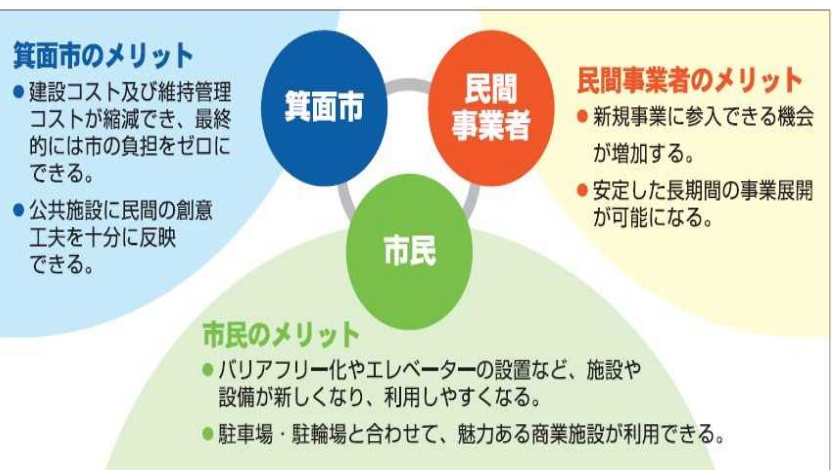 箕面市のメリット
●建設コスト及び維持管理
コストが縮減でき、最終
的には市の負担をゼロに
できる。
●公共施設に民間の創意
工夫を十分に反映
できる。
箕面市
民間
事業者
市民
民間事業者のメリット
●新規事業に参入できる機会
が増加する。
●安定した長期間の事業展開
が可能になる。
市民のメリット
●バリアフリー化やエレベーターの設置など、施設や
設備が新しくなり、利用しやすくなる。
●駐車場・駐輪場と合わせて、魅力ある商業施設が利用できる。